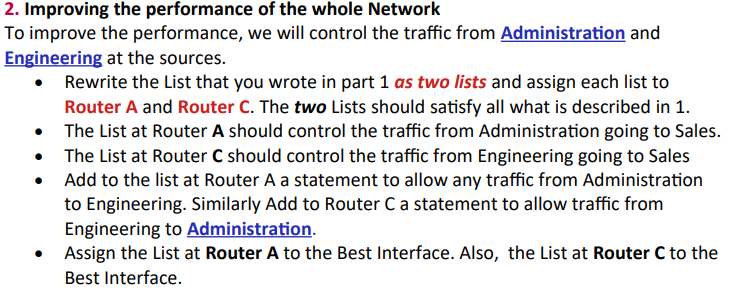 2. Improving the performance of the whole Network
To improve the performance, we will control the traffic from Administration and
Engineering at the sources.
• Rewrite the List that you wrote in part 1 as two lists and assign each list to
Router A and Router C. The two Lists should satisfy all what is described in 1.
• The List at Router A should control the traffic from Administration going to Sales.
• The List at Router C should control the traffic from Engineering going to Sales
• Add to the list at Router A a statement to allow any traffic from Administration
to Engineering. Similarly Add to Router C a statement to allow traffic from
Engineering to Administration.
• Assign the List at Router A to the Best Interface. Also, the List at Router C to the
Best Interface.